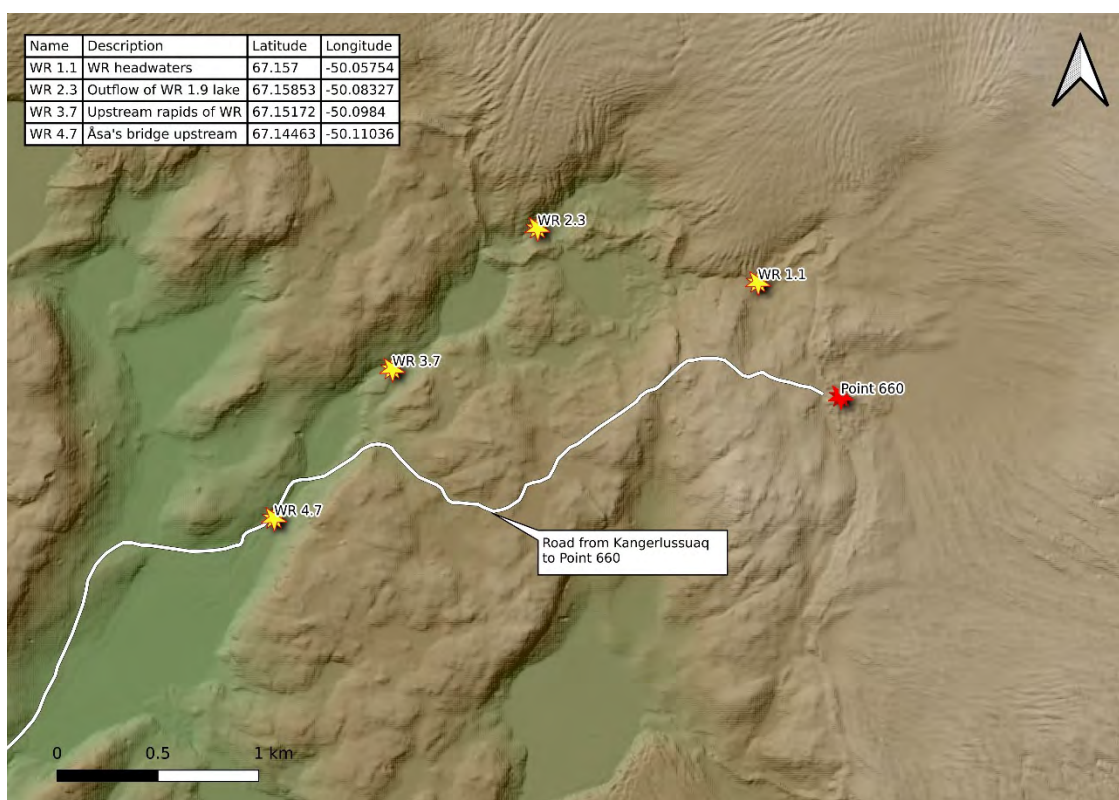 Name Description Latitude Longitude
WR 1.1 WR headwaters 67.157 -50.05754
WR 2.3 Outflow of WR 1.9 lake 67.15853 -50.08327
WR 3.7 Upstream rapids of WR 67.15172 -50.0984
WR 4.7 Åsa's bridge upstream 67.14463 -50.11036
WR 2.3
WR 1.1
WR 3.7
Point 660
WR 4.7
Road from Kangerlussuaq
to Point 660
0 0.5 1 km